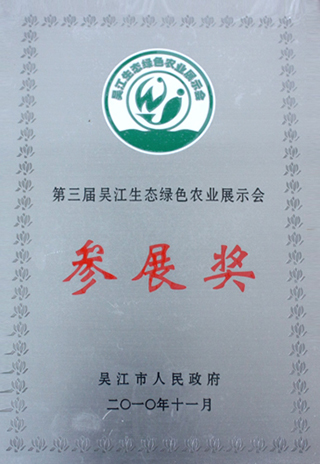 吴江生态绿色农业展示会
第三届吴江生态绿色农业展示会
参展奖
吴江市人民政府
二〇一〇年十一月